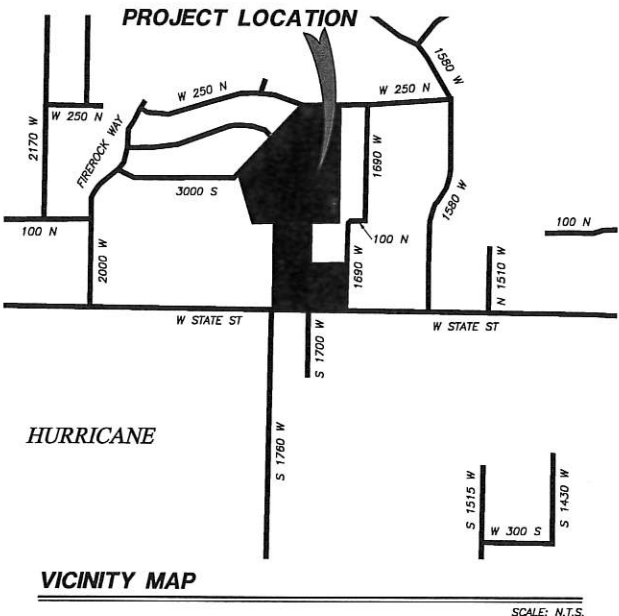 PROJECT LOCATION
1580 W
W 250 N
W 250 N
W 250 N
2170 W
FIREROCK WAY
1690 W
3000 S
1580 W
100 N
100 N
100 N
2000 W
1690 W
N 1510 W
W STATE ST
W STATE ST
S 1700 W
HURRICANE
S 1760 W
S 1515 W
S 1430 W
W 300 S
VICINITY MAP
SCALE: N.T.S.